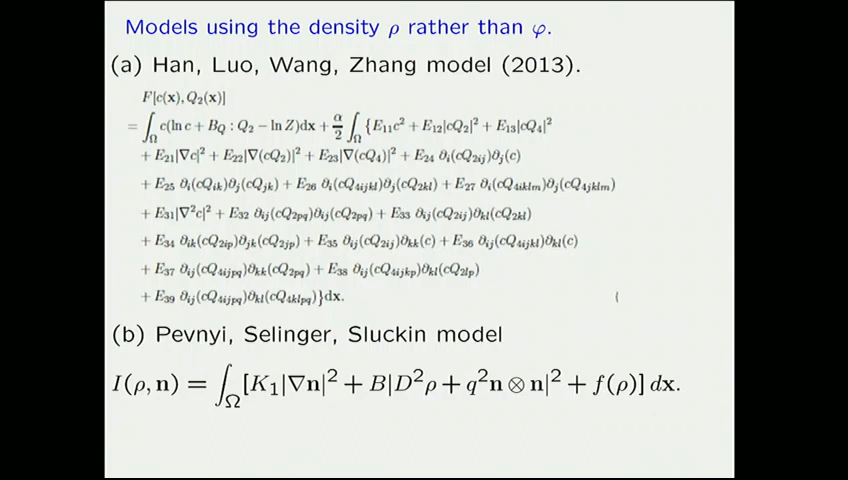 Models using the density ρ rather than φ.
(a) Han, Luo, Wang, Zhang model (2013).
F[c(x), Q₂(x)]
= ∫_Ω c(ln c + B_Q : Q₂ − ln Z)dx + α/2 ∫_Ω {E₁₁c² + E₁₂|cQ₂|² + E₁₃|cQ₄|²
+ E₂₁|∇c|² + E₂₂|∇(cQ₂)|² + E₂₃|∇(cQ₄)|² + E₂₄ ∂ᵢ(cQ₂ᵢⱼ)∂ⱼ(c)
+ E₂₅ ∂ᵢ(cQᵢₖ)∂ⱼ(cQⱼₖ) + E₂₆ ∂ᵢ(cQ₄ᵢⱼₖₗ)∂ⱼ(cQ₂ₖₗ) + E₂₇ ∂ᵢ(cQ₄ᵢₖₗₘ)∂ⱼ(cQ₄ⱼₖₗₘ)
+ E₃₁|∇²c|² + E₃₂ ∂ᵢⱼ(cQ₂pq)∂ᵢⱼ(cQ₂pq) + E₃₃ ∂ᵢⱼ(cQ₂ᵢⱼ)∂ₖₗ(cQ₂ₖₗ)
+ E₃₄ ∂ᵢₖ(cQ₂ᵢₚ)∂ⱼₖ(cQ₂ⱼₚ) + E₃₅ ∂ᵢⱼ(cQ₂ᵢⱼ)∂ₖₖ(c) + E₃₆ ∂ᵢⱼ(cQ₄ᵢⱼₖₗ)∂ₖₗ(c)
+ E₃₇ ∂ᵢⱼ(cQ₄ᵢⱼpq)∂ₖₖ(cQ₂pq) + E₃₈ ∂ᵢⱼ(cQ₄ᵢⱼₖₚ)∂ₖₗ(cQ₂ₗₚ)
+ E₃₉ ∂ᵢⱼ(cQ₄ᵢⱼpq)∂ₖₗ(cQ₄ₖₗpq)}dx.
(b) Pevnyi, Selinger, Sluckin model
I(ρ, n) = ∫_Ω [K₁|∇n|² + B|D²ρ + q²n ⊗ n|² + f(ρ)] dx.